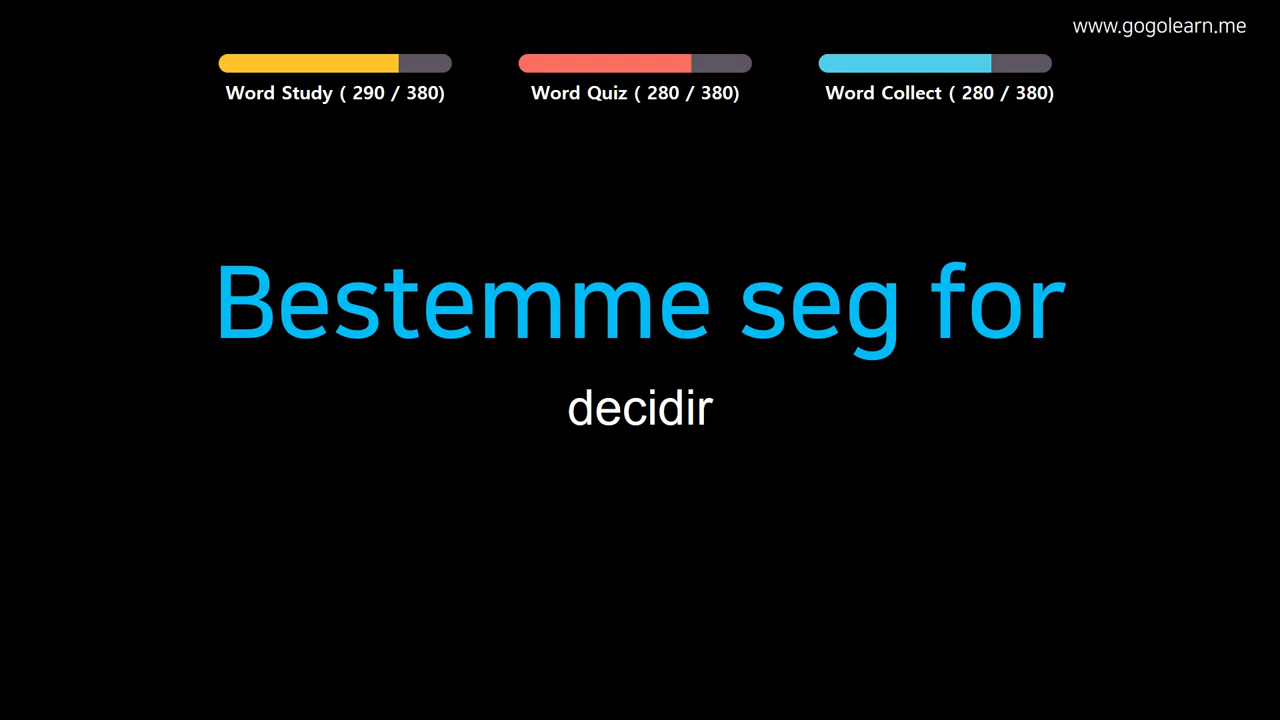 www.gogolearn.me
Word Study ( 290 / 380)
Word Quiz ( 280 / 380)
Word Collect ( 280 / 380)
Bestemme seg for
decidir